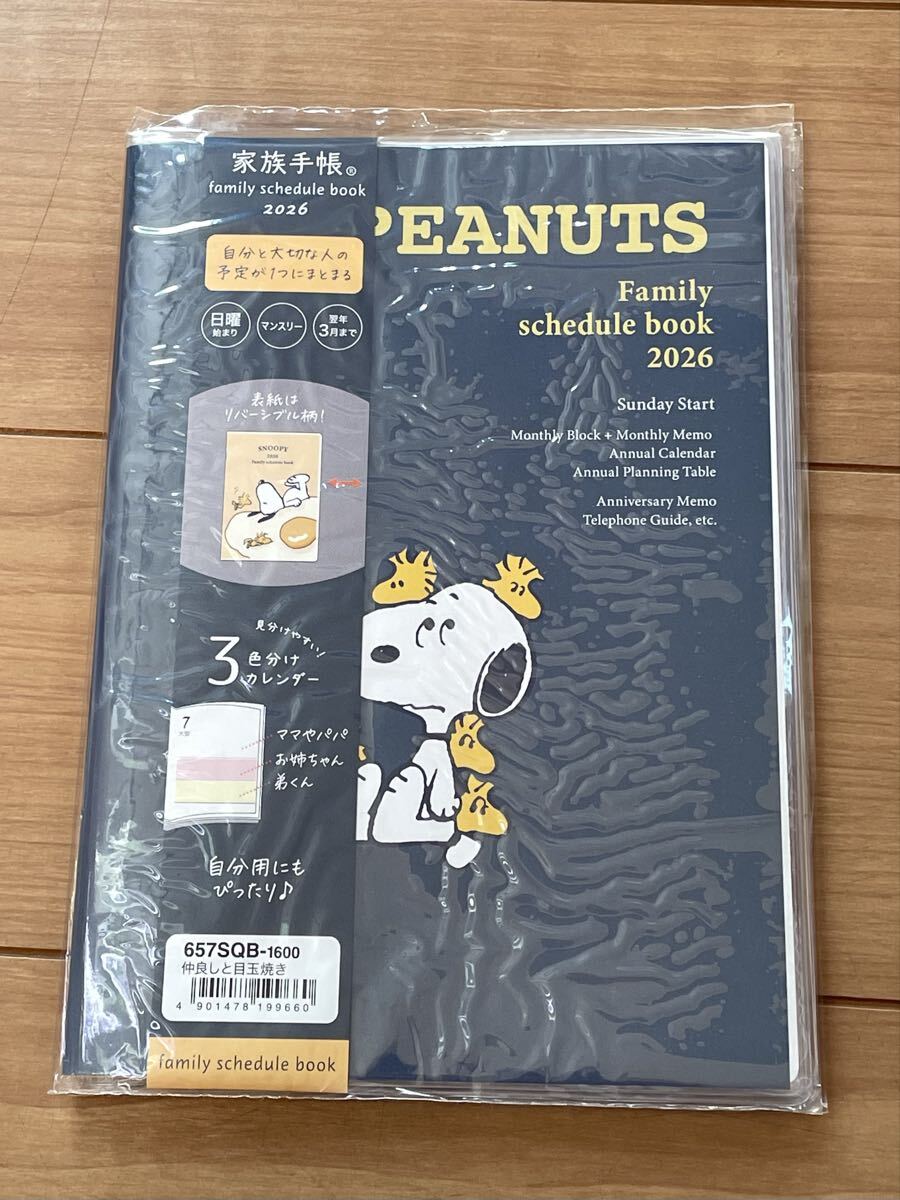 家族手帳®
family schedule book
2026
自分と大切な人の
予定が1つにまとまる
日曜
始まり
マンスリー
翌年
3月まで
表紙は
リバーシブル柄!
SNOOPY
2026
Family schedule book
見分けやすい!
3色分け
カレンダー
7
大安
ママやパパ
お姉ちゃん
弟くん
自分用にも
ぴったり♪
657SQB-1600
仲良しと目玉焼き
4 901478 199660
family schedule book
PEANUTS
Family
schedule book
2026
Sunday Start
Monthly Block + Monthly Memo
Annual Calendar
Annual Planning Table
Anniversary Memo
Telephone Guide, etc.